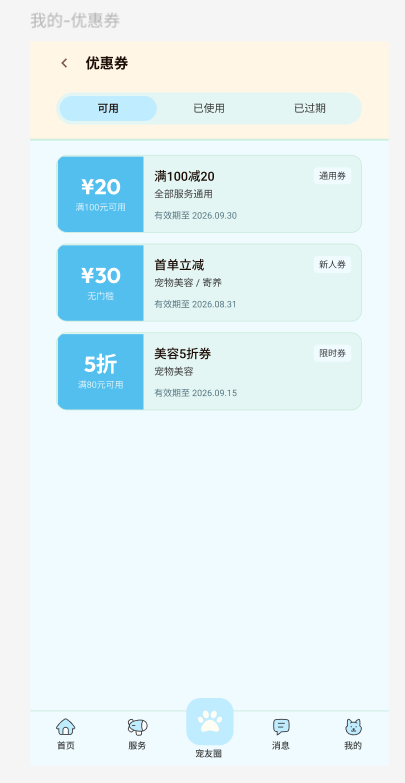 我的-优惠券
优惠券
可用 已使用 已过期
¥20
满100元可用
满100减20
通用券
全部服务通用
有效期至 2026.09.30
¥30
无门槛
首单立减
新人券
宠物美容 / 寄养
有效期至 2026.08.31
5折
满80元可用
美容5折券
限时券
宠物美容
有效期至 2026.09.15
首页 服务 宠友圈 消息 我的